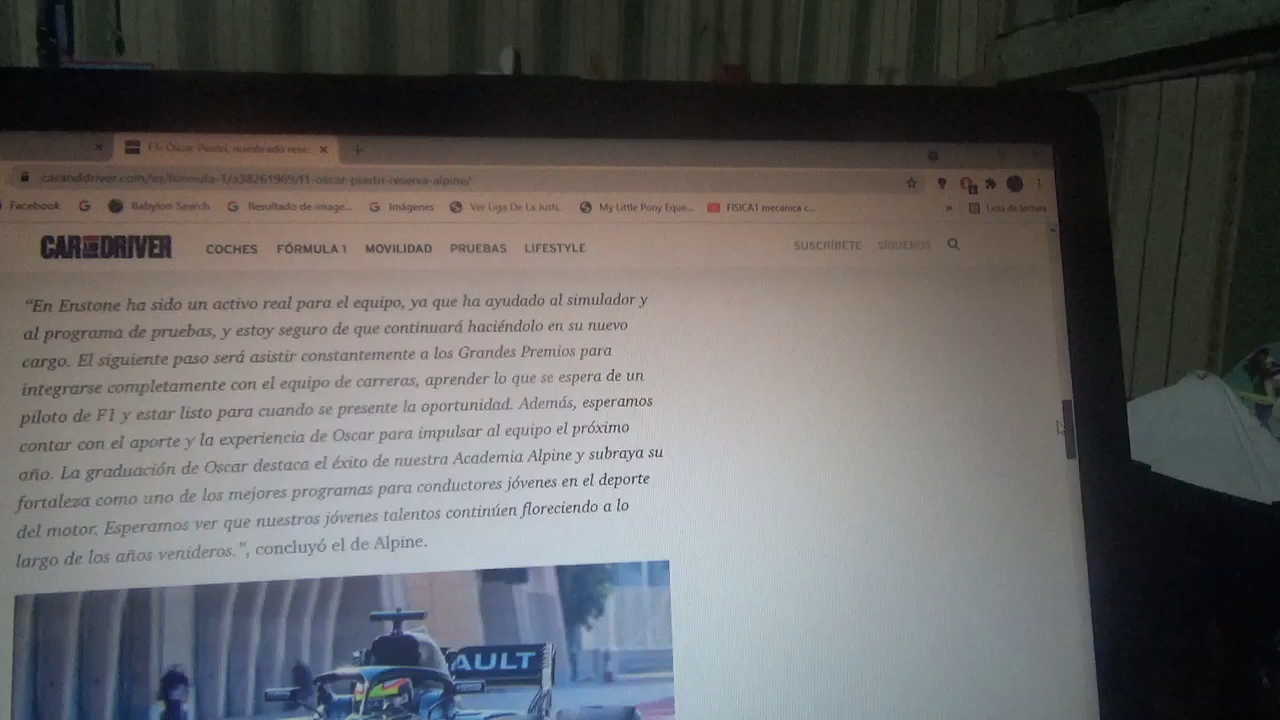 F1: Oscar Piastri, nombrado rese
caranddriver.com/es/formula-1/a38261969/f1-oscar-piastri-reserva-alpine/
Facebook Babylon Search Resultado de image... Imágenes Ver Liga De La Justi... My Little Pony Eque... FISICA1 mecánica c... » Lista de lectura
CAR AND DRIVER COCHES FÓRMULA 1 MOVILIDAD PRUEBAS LIFESTYLE SUSCRÍBETE SÍGUENOS
“En Enstone ha sido un activo real para el equipo, ya que ha ayudado al simulador y
al programa de pruebas, y estoy seguro de que continuará haciéndolo en su nuevo
cargo. El siguiente paso será asistir constantemente a los Grandes Premios para
integrarse completamente con el equipo de carreras, aprender lo que se espera de un
piloto de F1 y estar listo para cuando se presente la oportunidad. Además, esperamos
contar con el aporte y la experiencia de Oscar para impulsar al equipo el próximo
año. La graduación de Oscar destaca el éxito de nuestra Academia Alpine y subraya su
fortaleza como uno de los mejores programas para conductores jóvenes en el deporte
del motor. Esperamos ver que nuestros jóvenes talentos continúen floreciendo a lo
largo de los años venideros.”, concluyó el de Alpine.
AULT